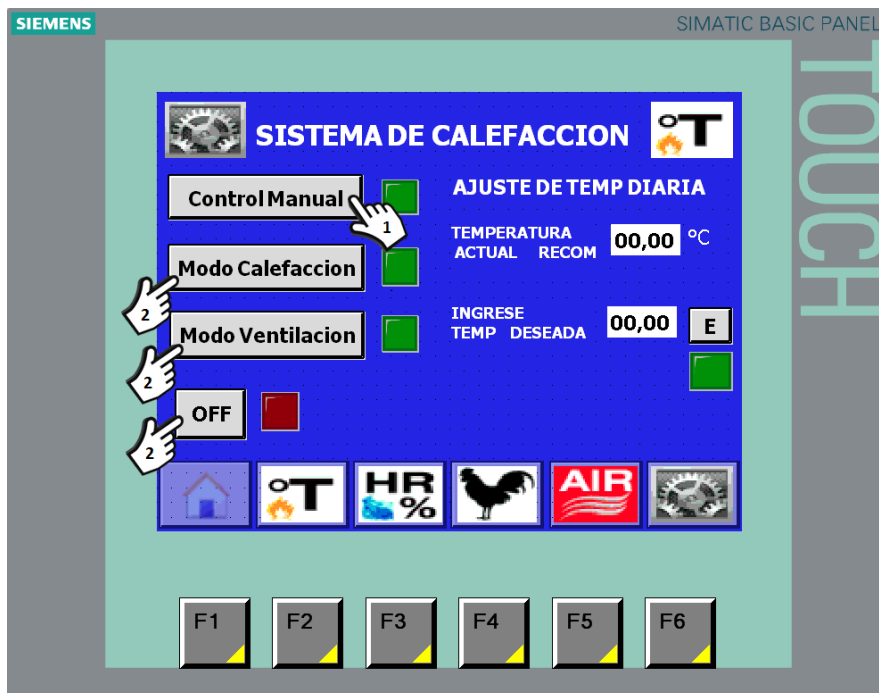 SIEMENS
SIMATIC BASIC PANEL
TOUCH
SISTEMA DE CALEFACCION
°T
Control Manual
1
AJUSTE DE TEMP DIARIA
TEMPERATURA
ACTUAL RECOM
00,00 °C
Modo Calefaccion
2
INGRESE
TEMP DESEADA
00,00
E
Modo Ventilacion
2
OFF
2
°T
HR
%
AIR
F1
F2
F3
F4
F5
F6